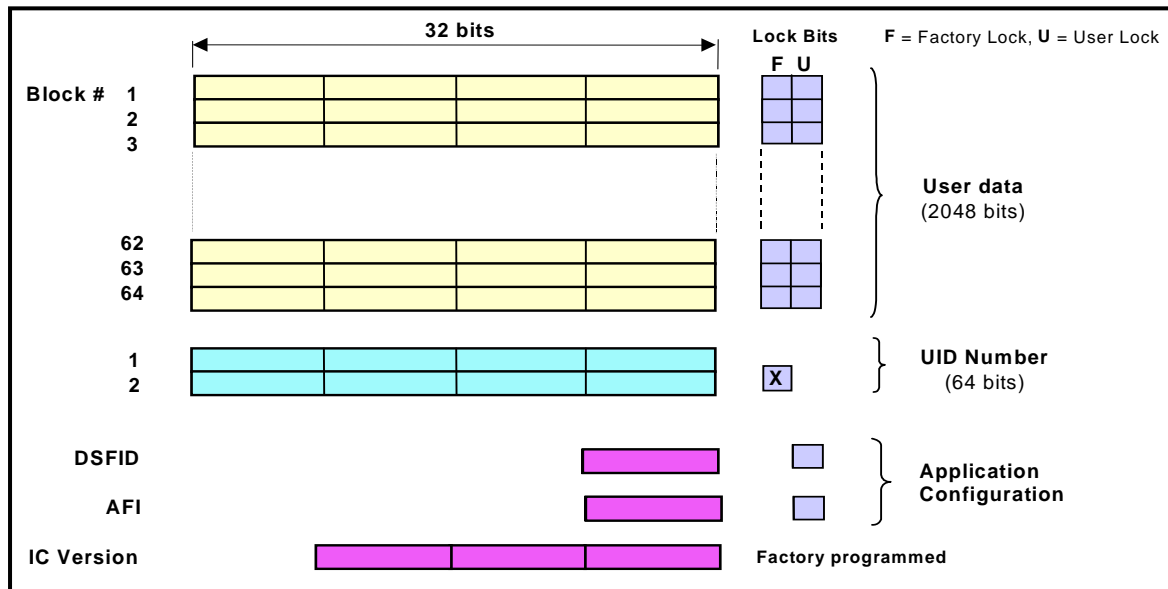 32 bits
Lock Bits
F = Factory Lock, U = User Lock
F U
Block # 1
2
3
User data
(2048 bits)
62
63
64
1
2
X
UID Number
(64 bits)
DSFID
AFI
Application
Configuration
IC Version
Factory programmed